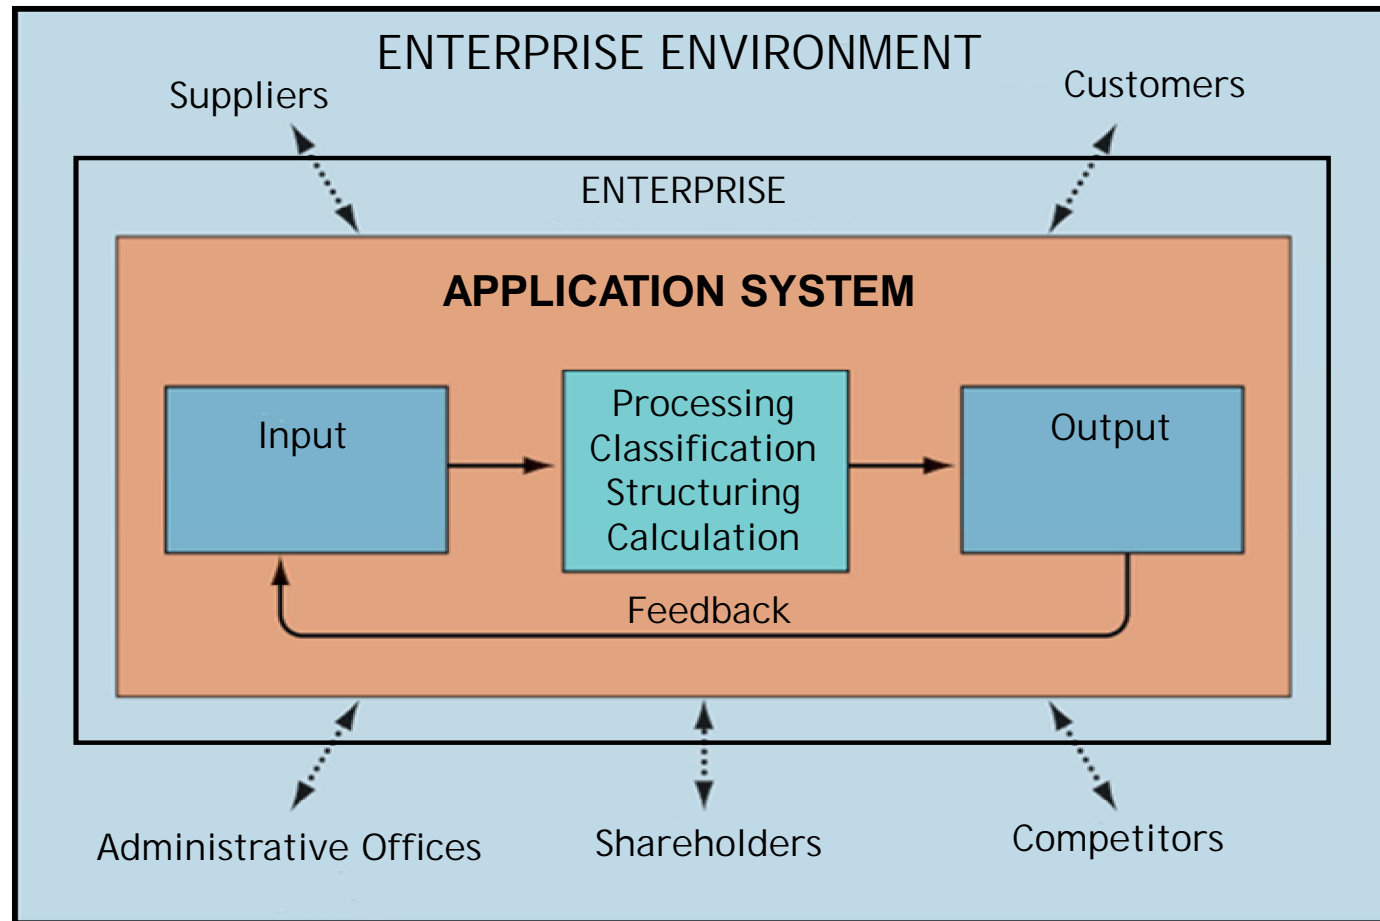 ENTERPRISE ENVIRONMENT
Suppliers
Customers
ENTERPRISE
APPLICATION SYSTEM
Input
Processing
Classification
Structuring
Calculation
Output
Feedback
Administrative Offices
Shareholders
Competitors